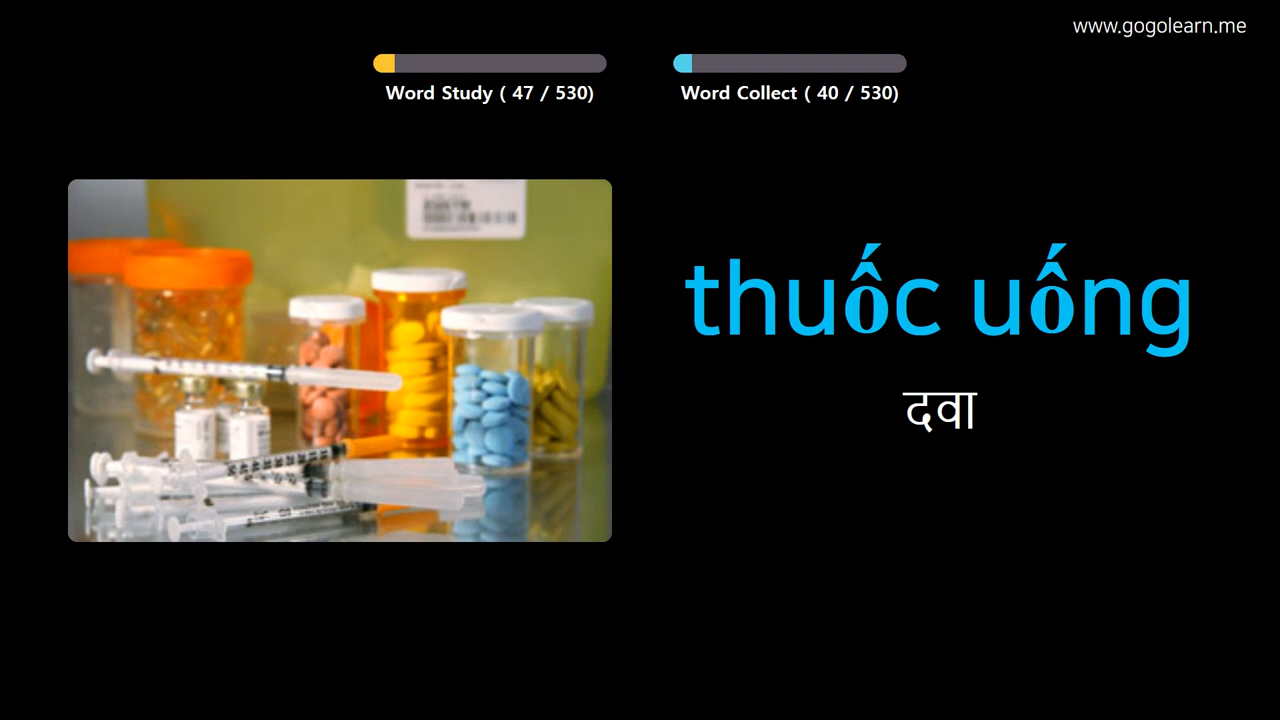 www.gogolearn.me
Word Study ( 47 / 530)
Word Collect ( 40 / 530)
thuốc uống
दवा